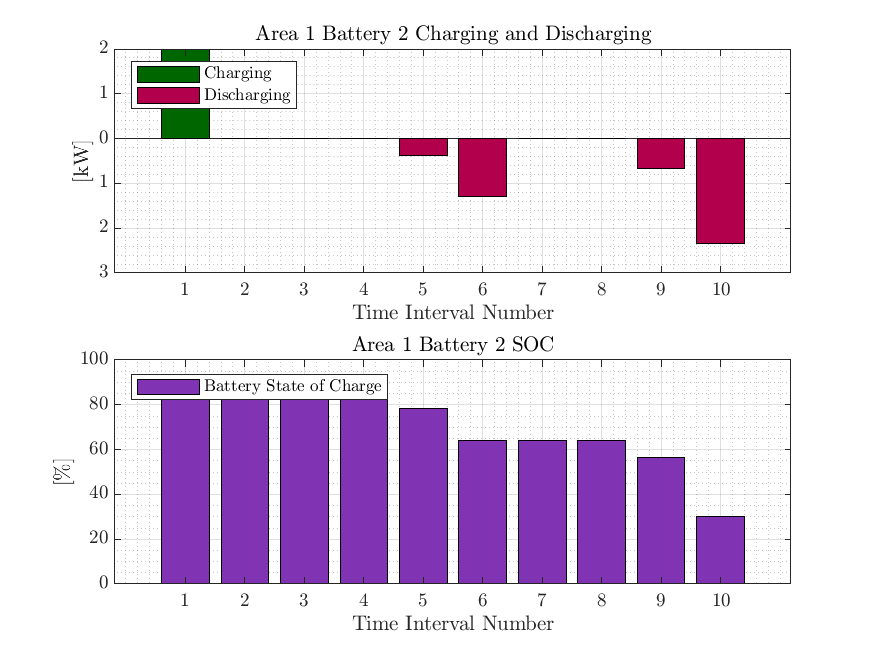 Area 1 Battery 2 Charging and Discharging
2
1
0
1
2
3
[kW]
Charging
Discharging
1 2 3 4 5 6 7 8 9 10
Time Interval Number
Area 1 Battery 2 SOC
100
80
60
40
20
0
[%]
Battery State of Charge
1 2 3 4 5 6 7 8 9 10
Time Interval Number